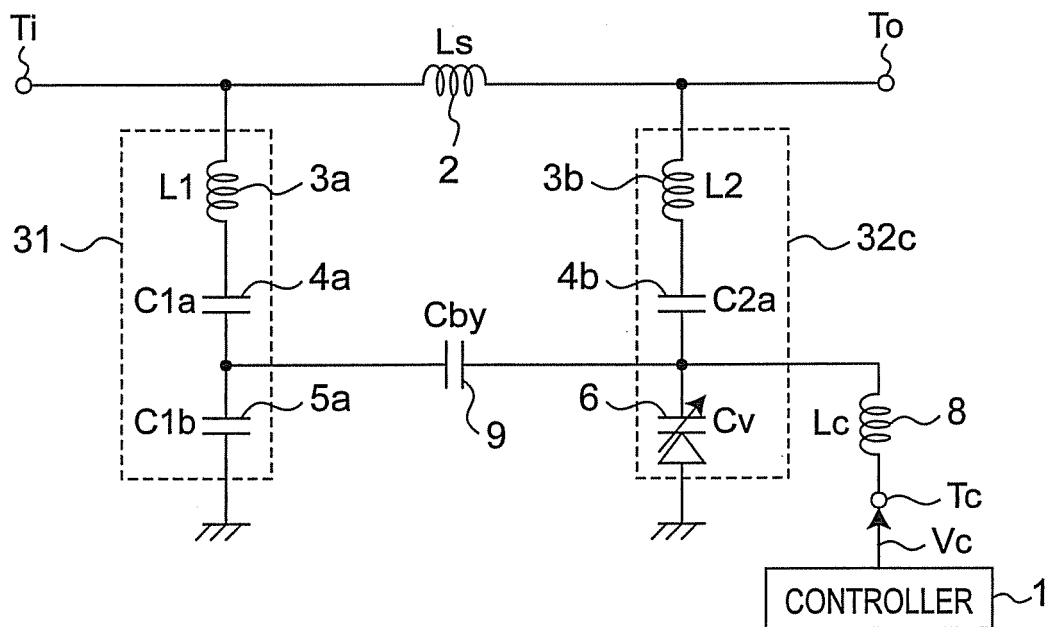 Ti
Ls
To
2
L1
3a
3b
L2
31
32c
C1a
4a
4b
C2a
Cby
C1b
5a
9
6
Cv
Lc
8
Tc
Vc
CONTROLLER
1